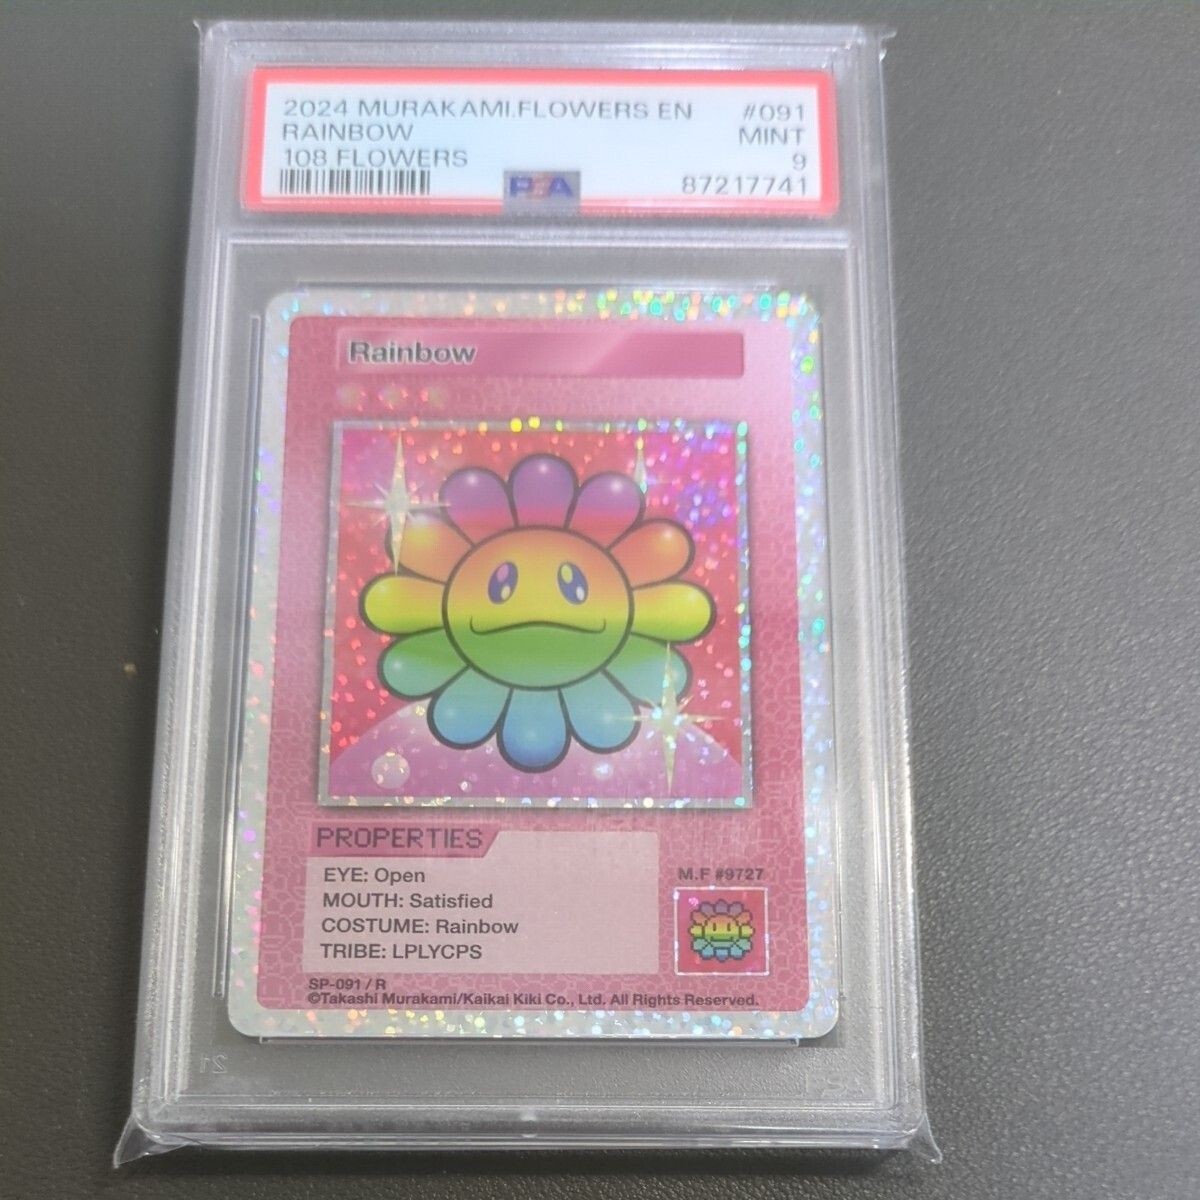 2024 MURAKAMI.FLOWERS EN #091
RAINBOW MINT
108 FLOWERS 9
PSA 87217741
Rainbow
PROPERTIES
EYE: Open
MOUTH: Satisfied
COSTUME: Rainbow
TRIBE: LPLYCPS
M.F #9727
SP-091 / R
©Takashi Murakami/Kaikai Kiki Co., Ltd. All Rights Reserved.
21